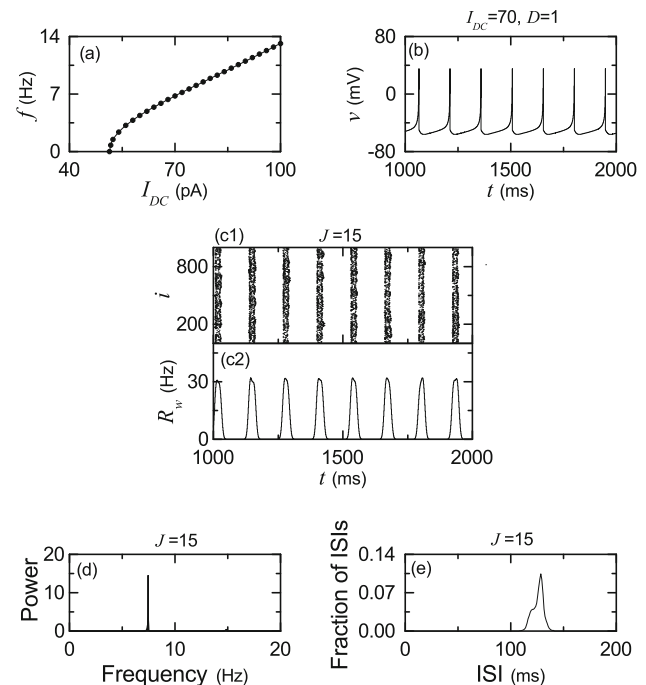 I_DC=70, D=1
(a)
14
7
0
f (Hz)
40 70 100
I_DC (pA)
(b)
80
0
-80
v (mV)
1000 1500 2000
t (ms)
(c1) J=15
800
200
i
(c2)
30
0
R_w (Hz)
1000 1500 2000
t (ms)
J=15
(d)
20
10
0
Power
0 10 20
Frequency (Hz)
J=15
(e)
0.14
0.07
0.00
Fraction of ISIs
0 100 200
ISI (ms)